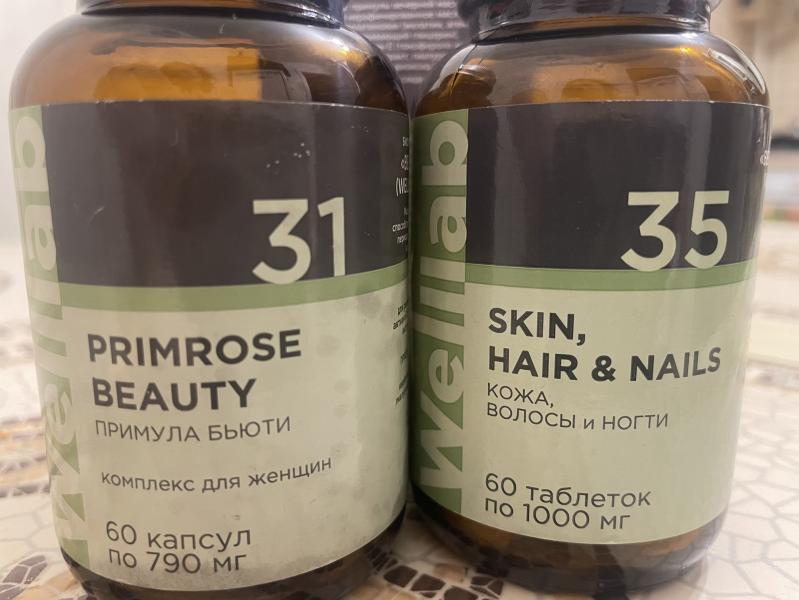 welllab
31
PRIMROSE
BEAUTY
ПРИМУЛА БЬЮТИ
комплекс для женщин
60 капсул
по 790 мг
welllab
35
SKIN,
HAIR & NAILS
КОЖА,
ВОЛОСЫ и НОГТИ
60 таблеток
по 1000 мг